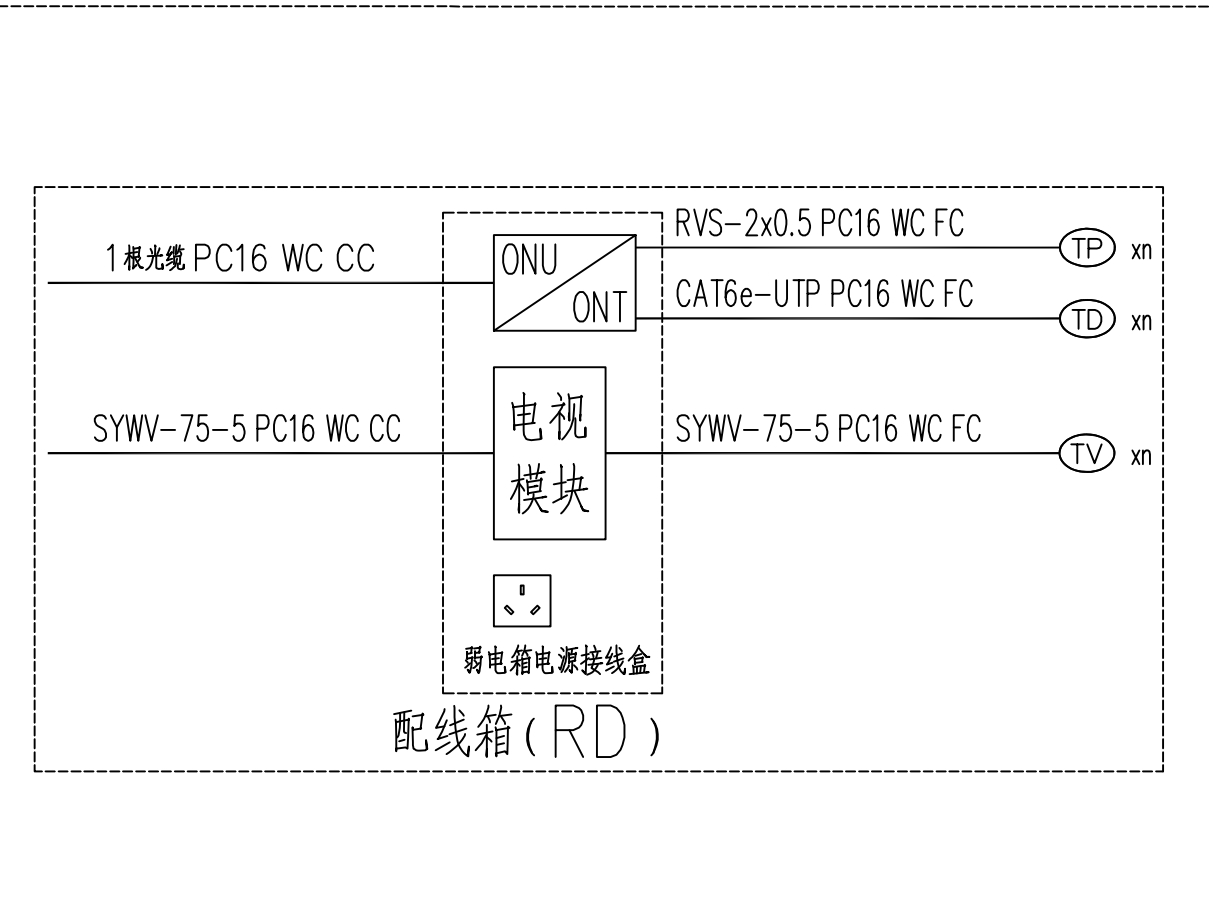 RVS-2x0.5 PC16 WC FC
1根光缆 PC16 WC CC
ONU
ONT
TP xn
CAT6e-UTP PC16 WC FC
TD xn
SYWV-75-5 PC16 WC CC
电视
模块
SYWV-75-5 PC16 WC FC
TV xn
弱电箱电源接线盒
配线箱(RD)